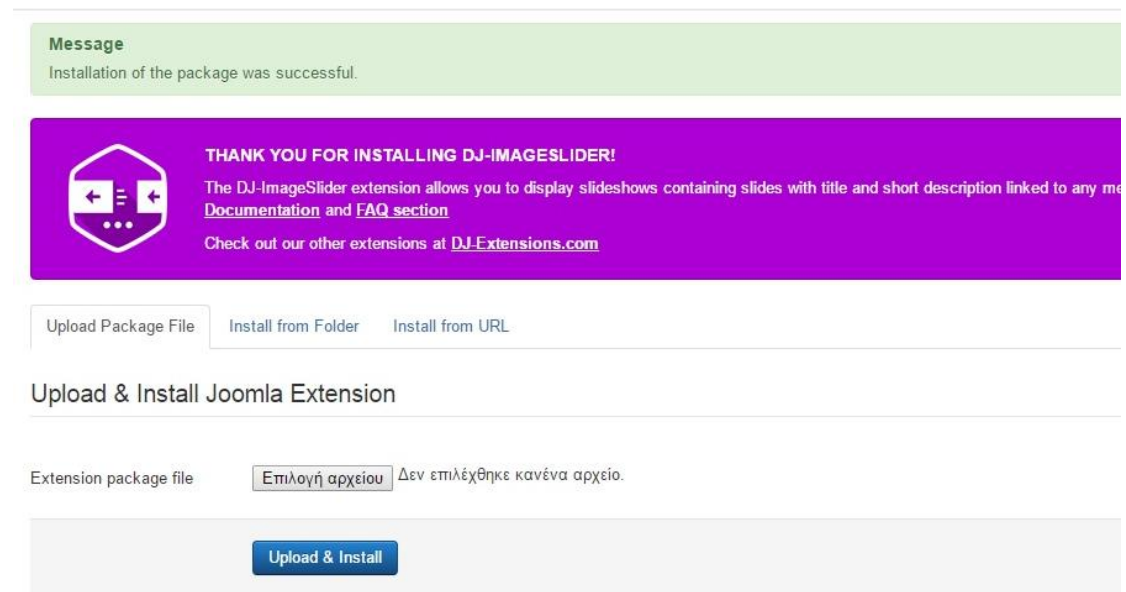 Message
Installation of the package was successful.
THANK YOU FOR INSTALLING DJ-IMAGESLIDER!
The DJ-ImageSlider extension allows you to display slideshows containing slides with title and short description linked to any
Documentation and FAQ section
Check out our other extensions at DJ-Extensions.com
Upload Package File Install from Folder Install from URL
Upload & Install Joomla Extension
Extension package file Επιλογή αρχείου Δεν επιλέχθηκε κανένα αρχείο.
Upload & Install